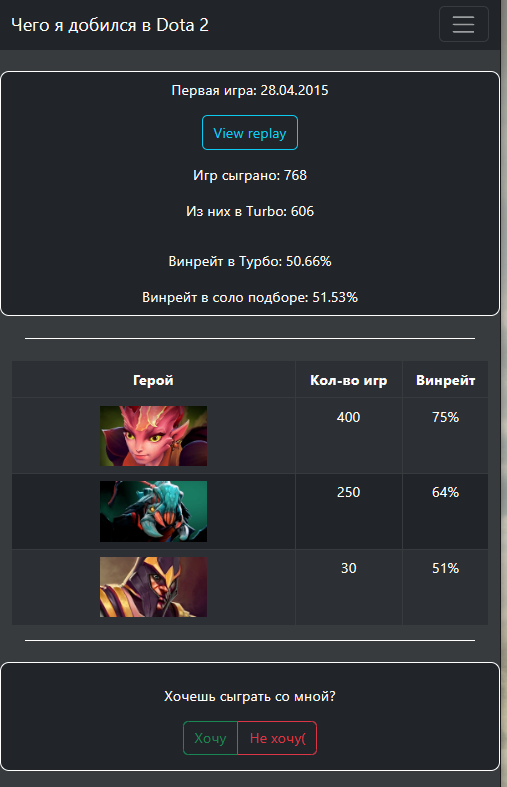 Чего я добился в Dota 2
Первая игра: 28.04.2015
View replay
Игр сыграно: 768
Из них в Turbo: 606
Винрейт в Турбо: 50.66%
Винрейт в соло подборе: 51.53%
Герой Кол-во игр Винрейт
400 75%
250 64%
30 51%
Хочешь сыграть со мной?
Хочу Не хочу(